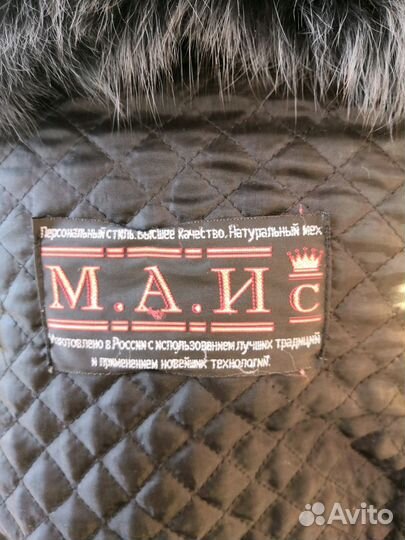 Персональный стиль. Высшее качество. Натуральный мех
М.А.Ис
Изготовлено в России с использованием лучших традиций
и применением новейших технологий.
Avito